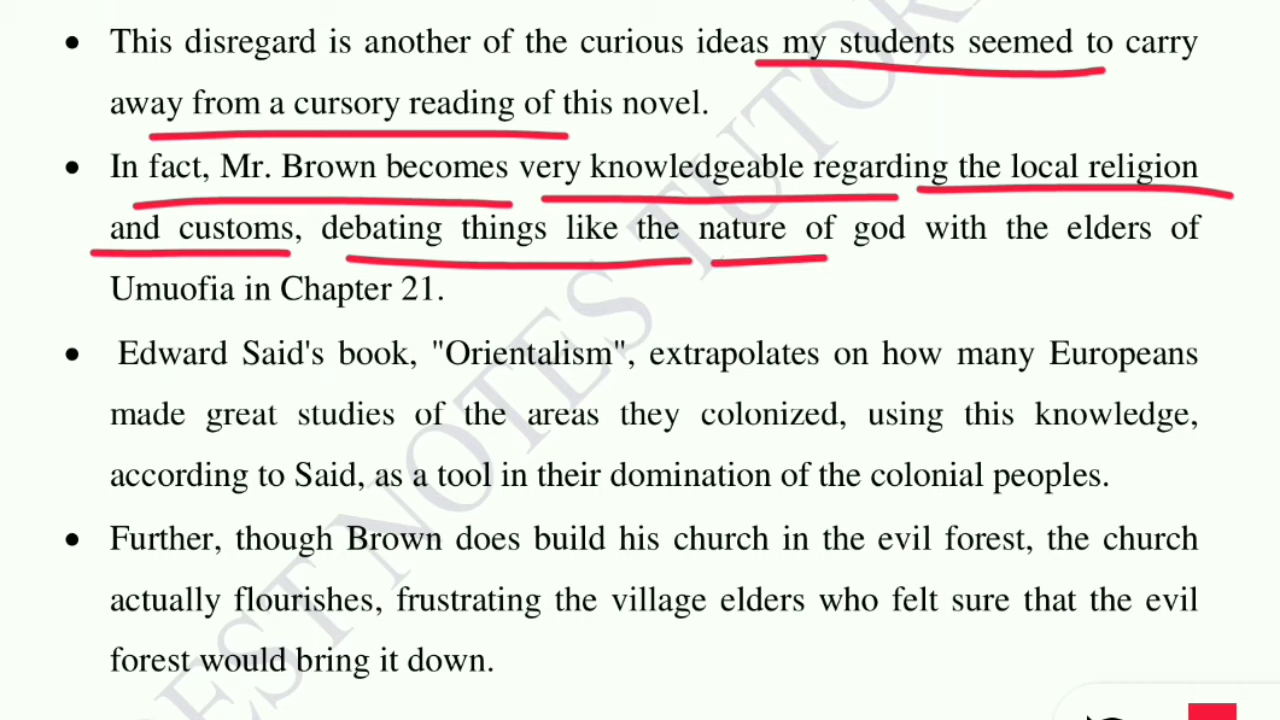 • This disregard is another of the curious ideas my students seemed to carry
away from a cursory reading of this novel.
• In fact, Mr. Brown becomes very knowledgeable regarding the local religion
and customs, debating things like the nature of god with the elders of
Umuofia in Chapter 21.
• Edward Said's book, "Orientalism", extrapolates on how many Europeans
made great studies of the areas they colonized, using this knowledge,
according to Said, as a tool in their domination of the colonial peoples.
• Further, though Brown does build his church in the evil forest, the church
actually flourishes, frustrating the village elders who felt sure that the evil
forest would bring it down.
EST NOTES TUTOR